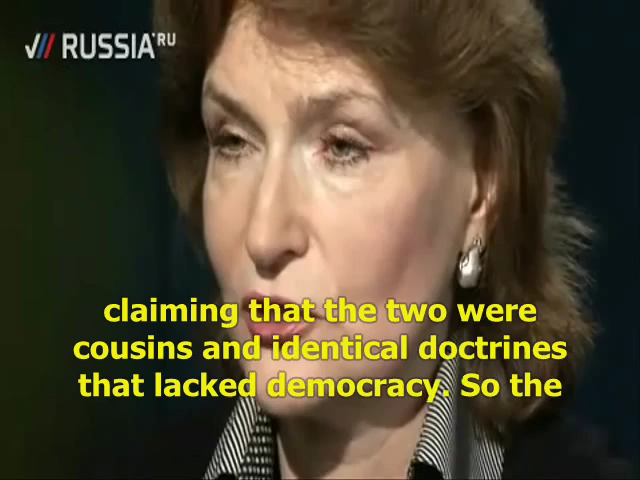 RUSSIA.RU
claiming that the two were
cousins and identical doctrines
that lacked democracy. So the